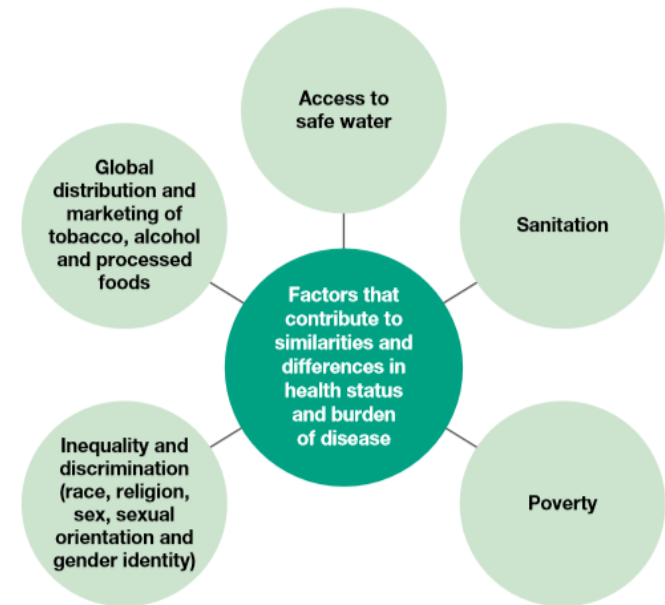 Access to
safe water
Global
distribution and
marketing of
tobacco, alcohol
and processed
foods
Sanitation
Factors that
contribute to
similarities and
differences in
health status
and burden
of disease
Inequality and
discrimination
(race, religion,
sex, sexual
orientation and
gender identity)
Poverty